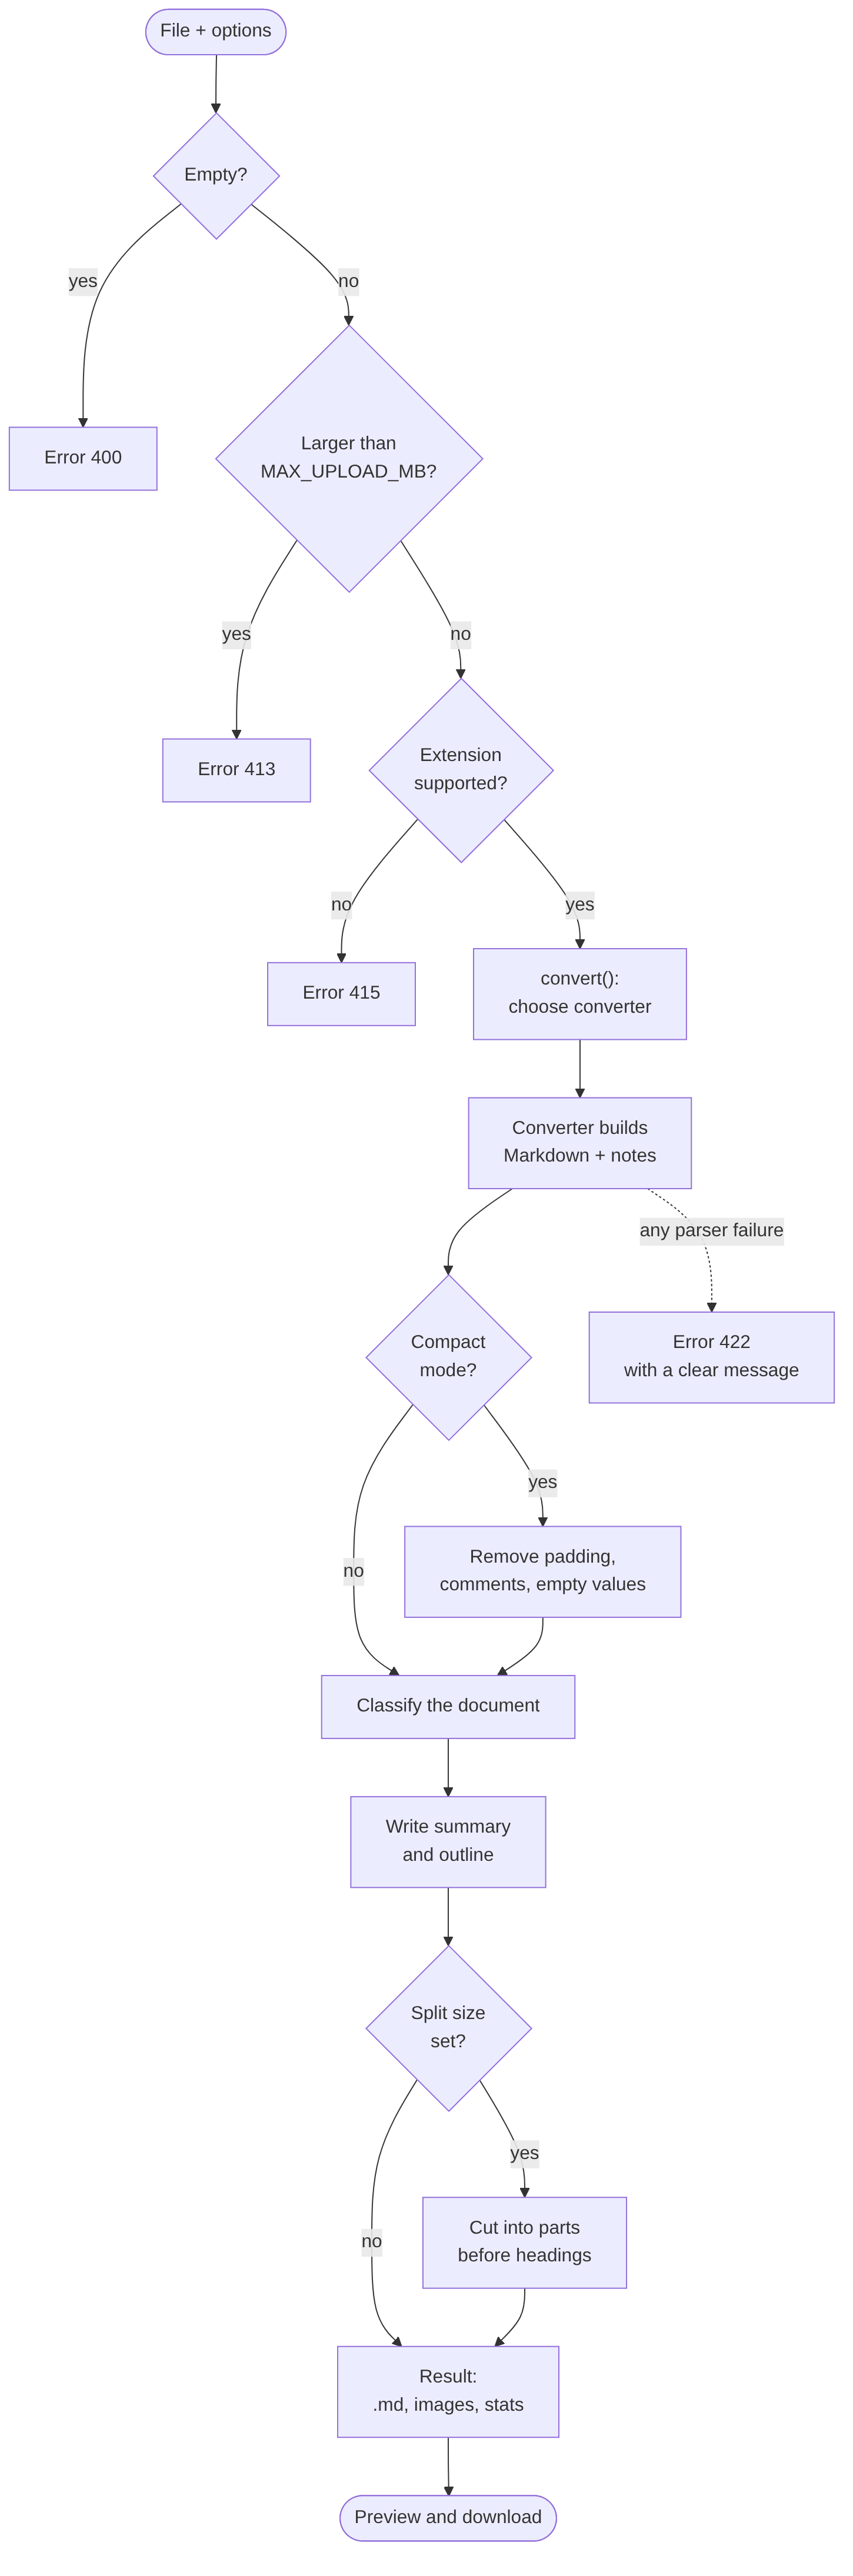 File + options
Empty?
yes
no
Error 400
Larger than
MAX_UPLOAD_MB?
yes
no
Error 413
Extension
supported?
no
yes
Error 415
convert():
choose converter
Converter builds
Markdown + notes
any parser failure
Compact
mode?
Error 422
with a clear message
yes
no
Remove padding,
comments, empty values
Classify the document
Write summary
and outline
Split size
set?
yes
no
Cut into parts
before headings
Result:
.md, images, stats
Preview and download